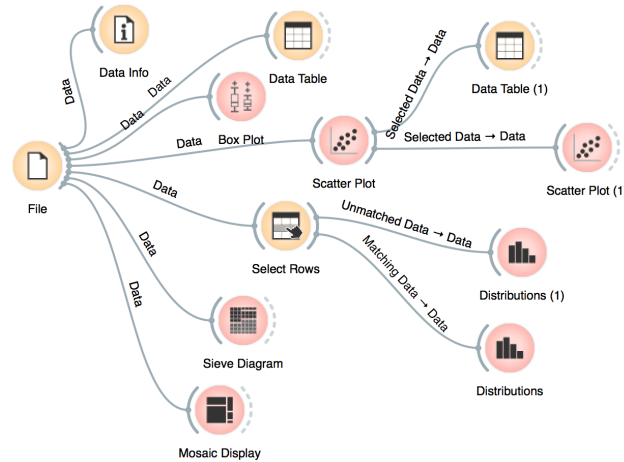 Data Info
Data
Data
Data Table
Data
Box Plot
Selected Data → Data
Data Table (1)
Data
Selected Data → Data
Scatter Plot
Scatter Plot (1
File
Data
Unmatched Data → Data
Select Rows
Matching Data → Data
Distributions (1)
Data
Data
Sieve Diagram
Distributions
Mosaic Display